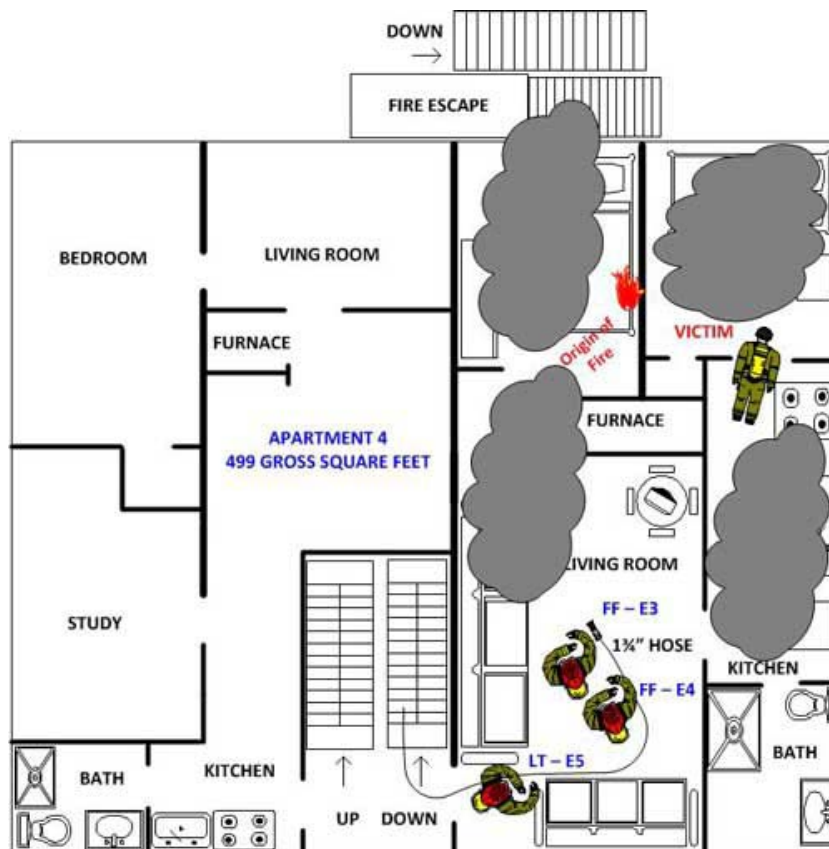 DOWN
FIRE ESCAPE
BEDROOM
LIVING ROOM
FURNACE
VICTIM
Origin of
Fire
APARTMENT 4
499 GROSS SQUARE FEET
FURNACE
LIVING ROOM
STUDY
FF – E3
1¾” HOSE
KITCHEN
FF – E4
LT – E5
BATH
KITCHEN
BATH
UP
DOWN